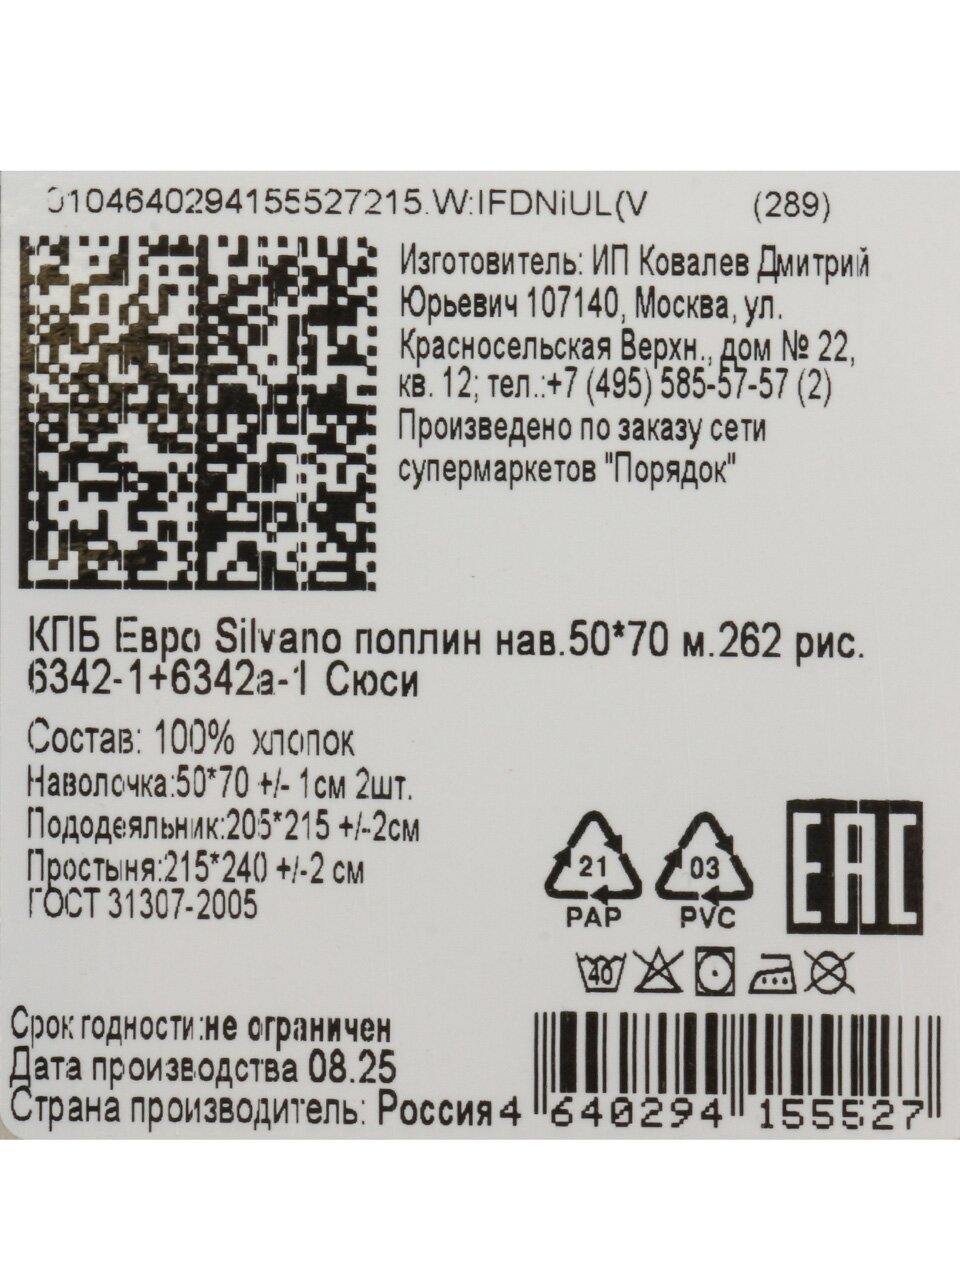 0104640294155527215.W:IFDNiUL(V (289)
Изготовитель: ИП Ковалев Дмитрий
Юрьевич 107140, Москва, ул.
Красносельская Верхн., дом № 22,
кв. 12; тел.:+7 (495) 585-57-57 (2)
Произведено по заказу сети
супермаркетов "Порядок"
КПБ Евро Silvano поплин нав.50*70 м.262 рис.
6342-1+6342а-1 Сюси
Состав: 100% хлопок
Наволочка:50*70 +/- 1см 2шт.
Пододеяльник:205*215 +/-2см
Простыня:215*240 +/-2 см
ГОСТ 31307-2005
21 03
PAP PVC
EAC
40
Срок годности:не ограничен
Дата производства 08.25
Страна производитель: Россия
4 640294 155527